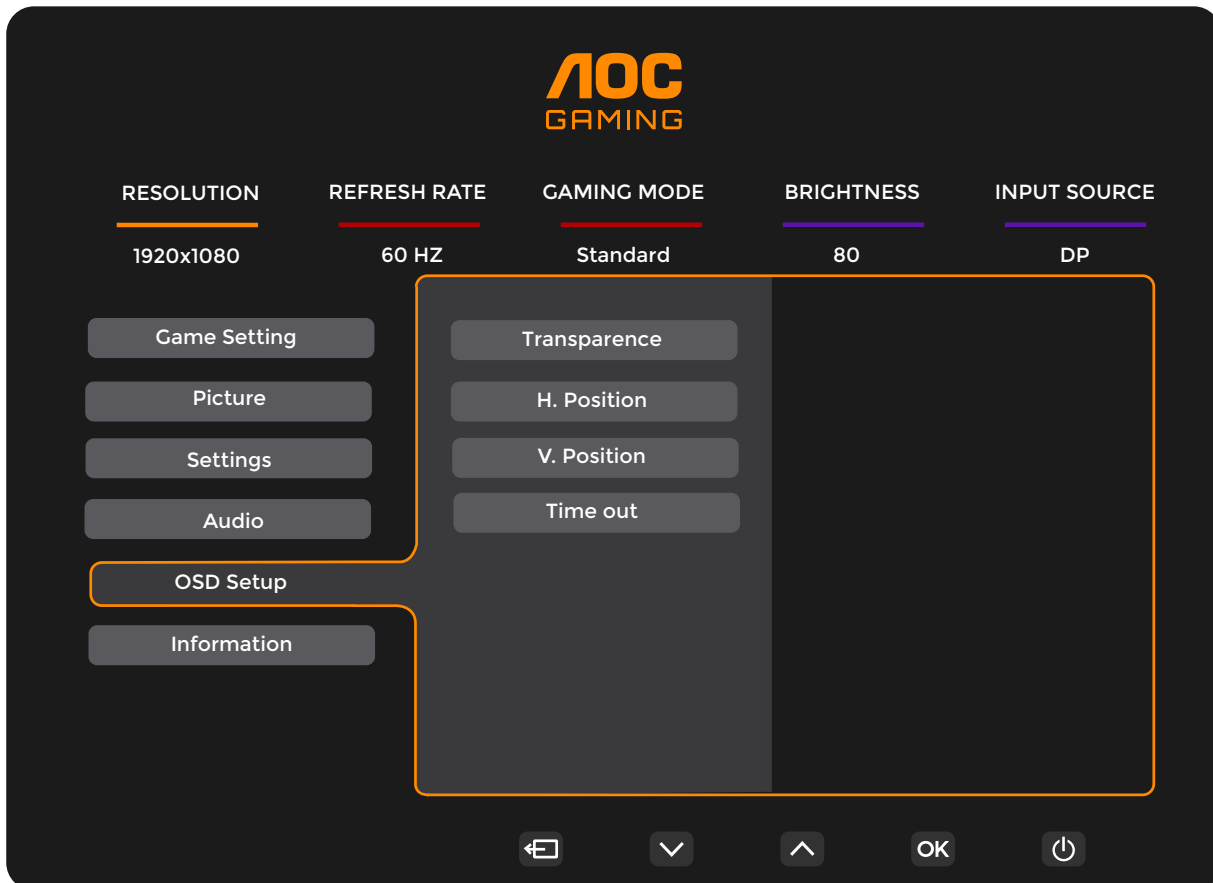 AOC
GAMING
RESOLUTION REFRESH RATE GAMING MODE BRIGHTNESS INPUT SOURCE
1920x1080 60 HZ Standard 80 DP
Game Setting
Picture
Settings
Audio
OSD Setup
Information
Transparence
H. Position
V. Position
Time out
OK